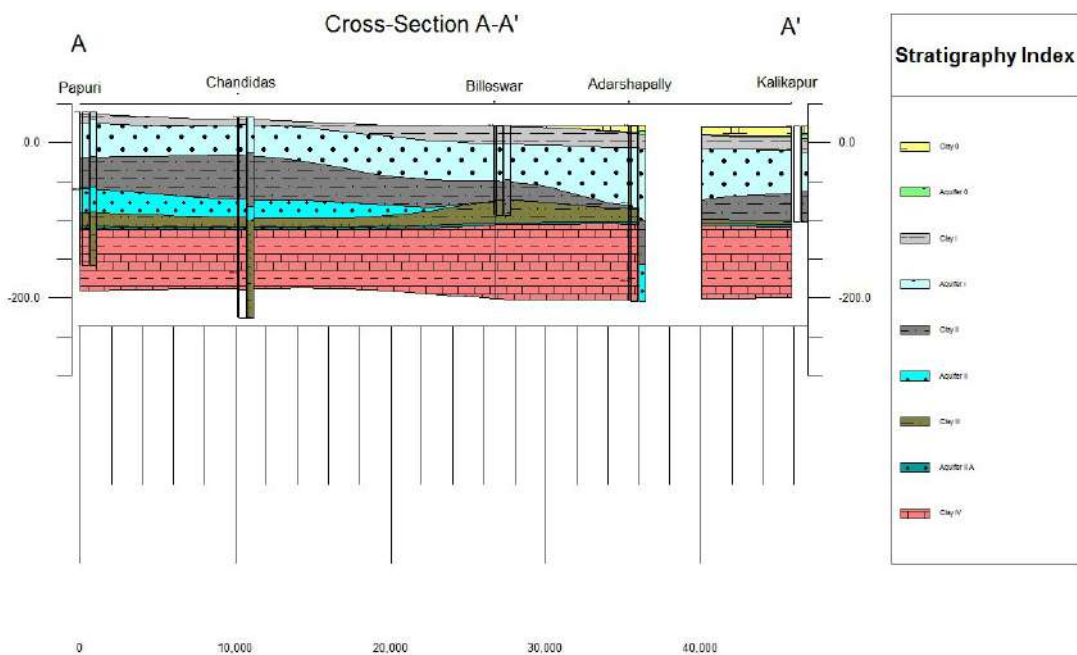 Cross-Section A-A'
A
A'
Papuri
Chandidas
Billeswar
Adarshapally
Kalikapur
0.0
0.0
-200.0
-200.0
0
10,000
20,000
30,000
40,000
Stratigraphy Index
Clay 0
Aquifer 0
Clay I
Aquifer I
Clay II
Aquifer II
Clay III
Aquifer II A
Clay IV